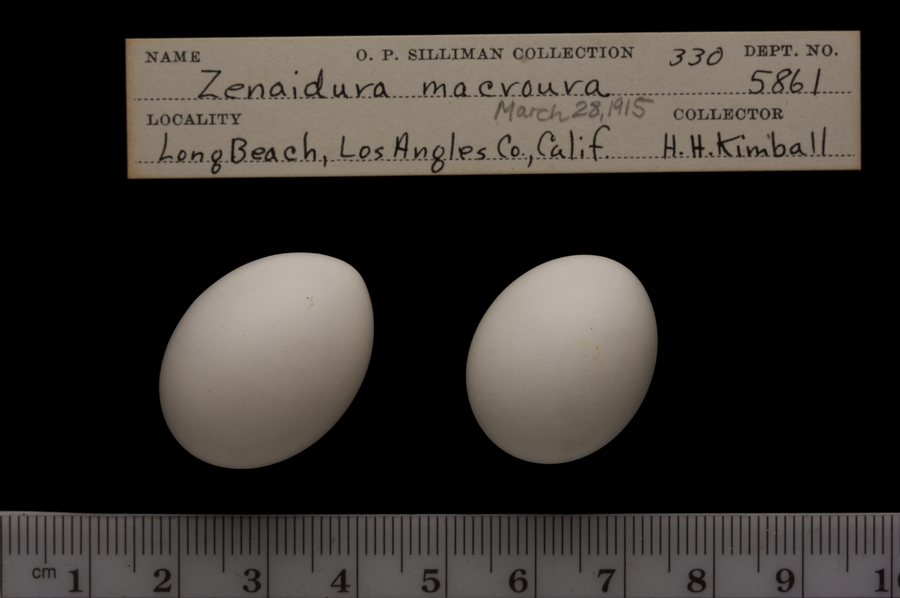 NAME O. P. SILLIMAN COLLECTION 330 DEPT. NO.
Zenaidura macroura 5861
LOCALITY March 28, 1915 COLLECTOR
Long Beach, Los Angles Co., Calif. H. H. Kimball
cm 1 2 3 4 5 6 7 8 9 1